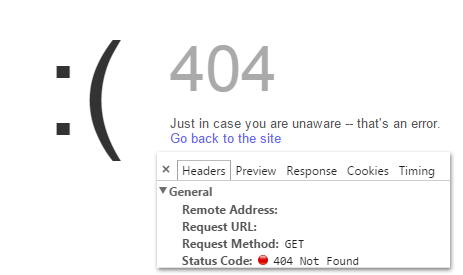 :(
404
Just in case you are unaware -- that's an error.
Go back to the site
× Headers Preview Response Cookies Timing
General
Remote Address:
Request URL:
Request Method: GET
Status Code: 404 Not Found